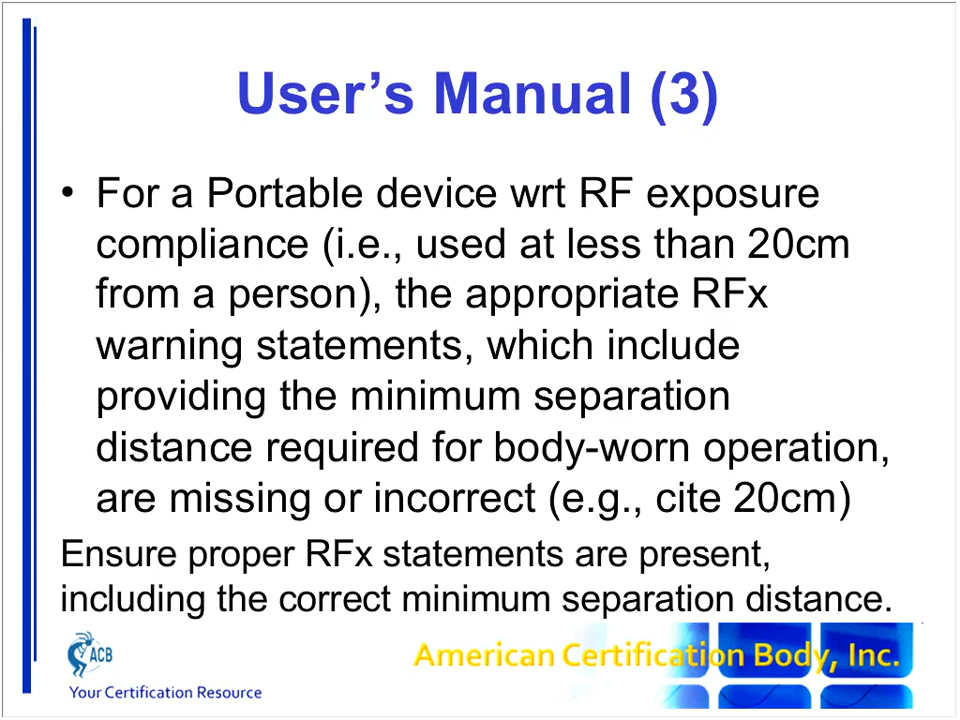 User’s Manual (3)
• For a Portable device wrt RF exposure
compliance (i.e., used at less than 20cm
from a person), the appropriate RFx
warning statements, which include
providing the minimum separation
distance required for body-worn operation,
are missing or incorrect (e.g., cite 20cm)
Ensure proper RFx statements are present,
including the correct minimum separation distance.
ACB
American Certification Body, Inc.
Your Certification Resource